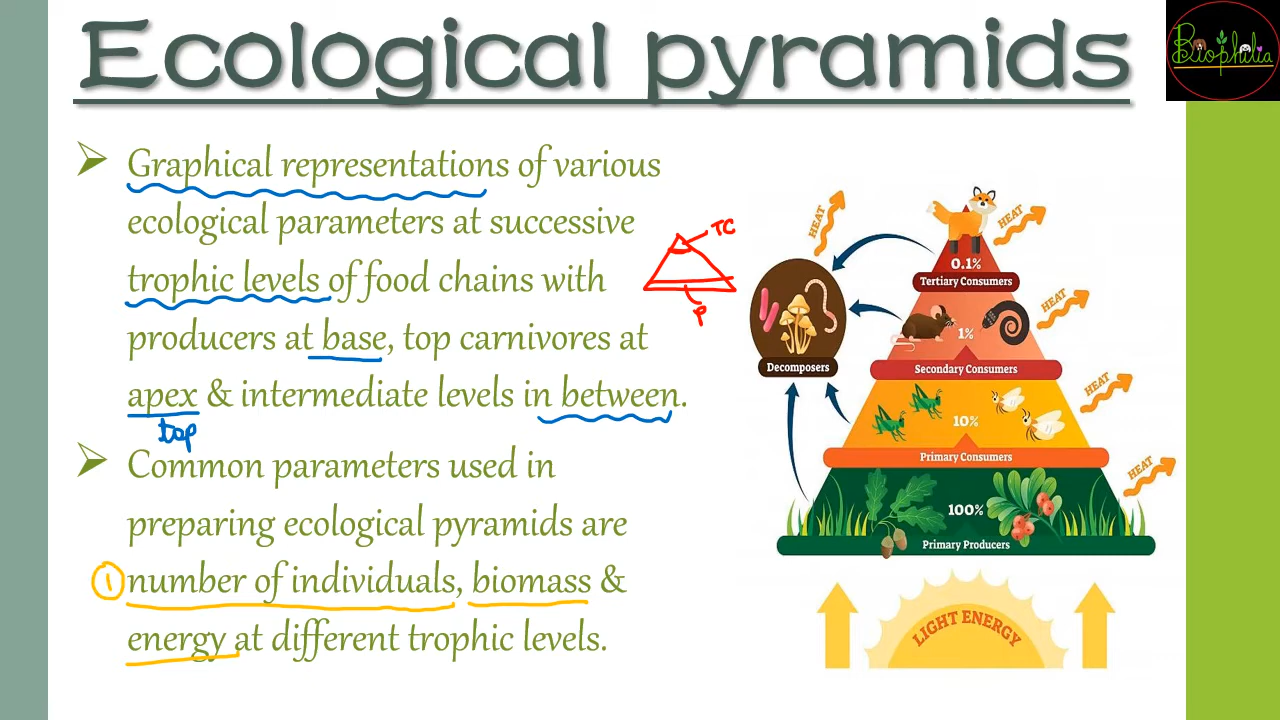 Ecological pyramids
Biophilia
➤ Graphical representations of various
ecological parameters at successive
trophic levels of food chains with
producers at base, top carnivores at
apex & intermediate levels in between.
top
➤ Common parameters used in
preparing ecological pyramids are
1 number of individuals, biomass &
energy at different trophic levels.
TC
P
HEAT
HEAT
0.1%
Tertiary Consumers
HEAT
1%
Secondary Consumers
Decomposers
HEAT
10%
Primary Consumers
HEAT
100%
Primary Producers
LIGHT ENERGY